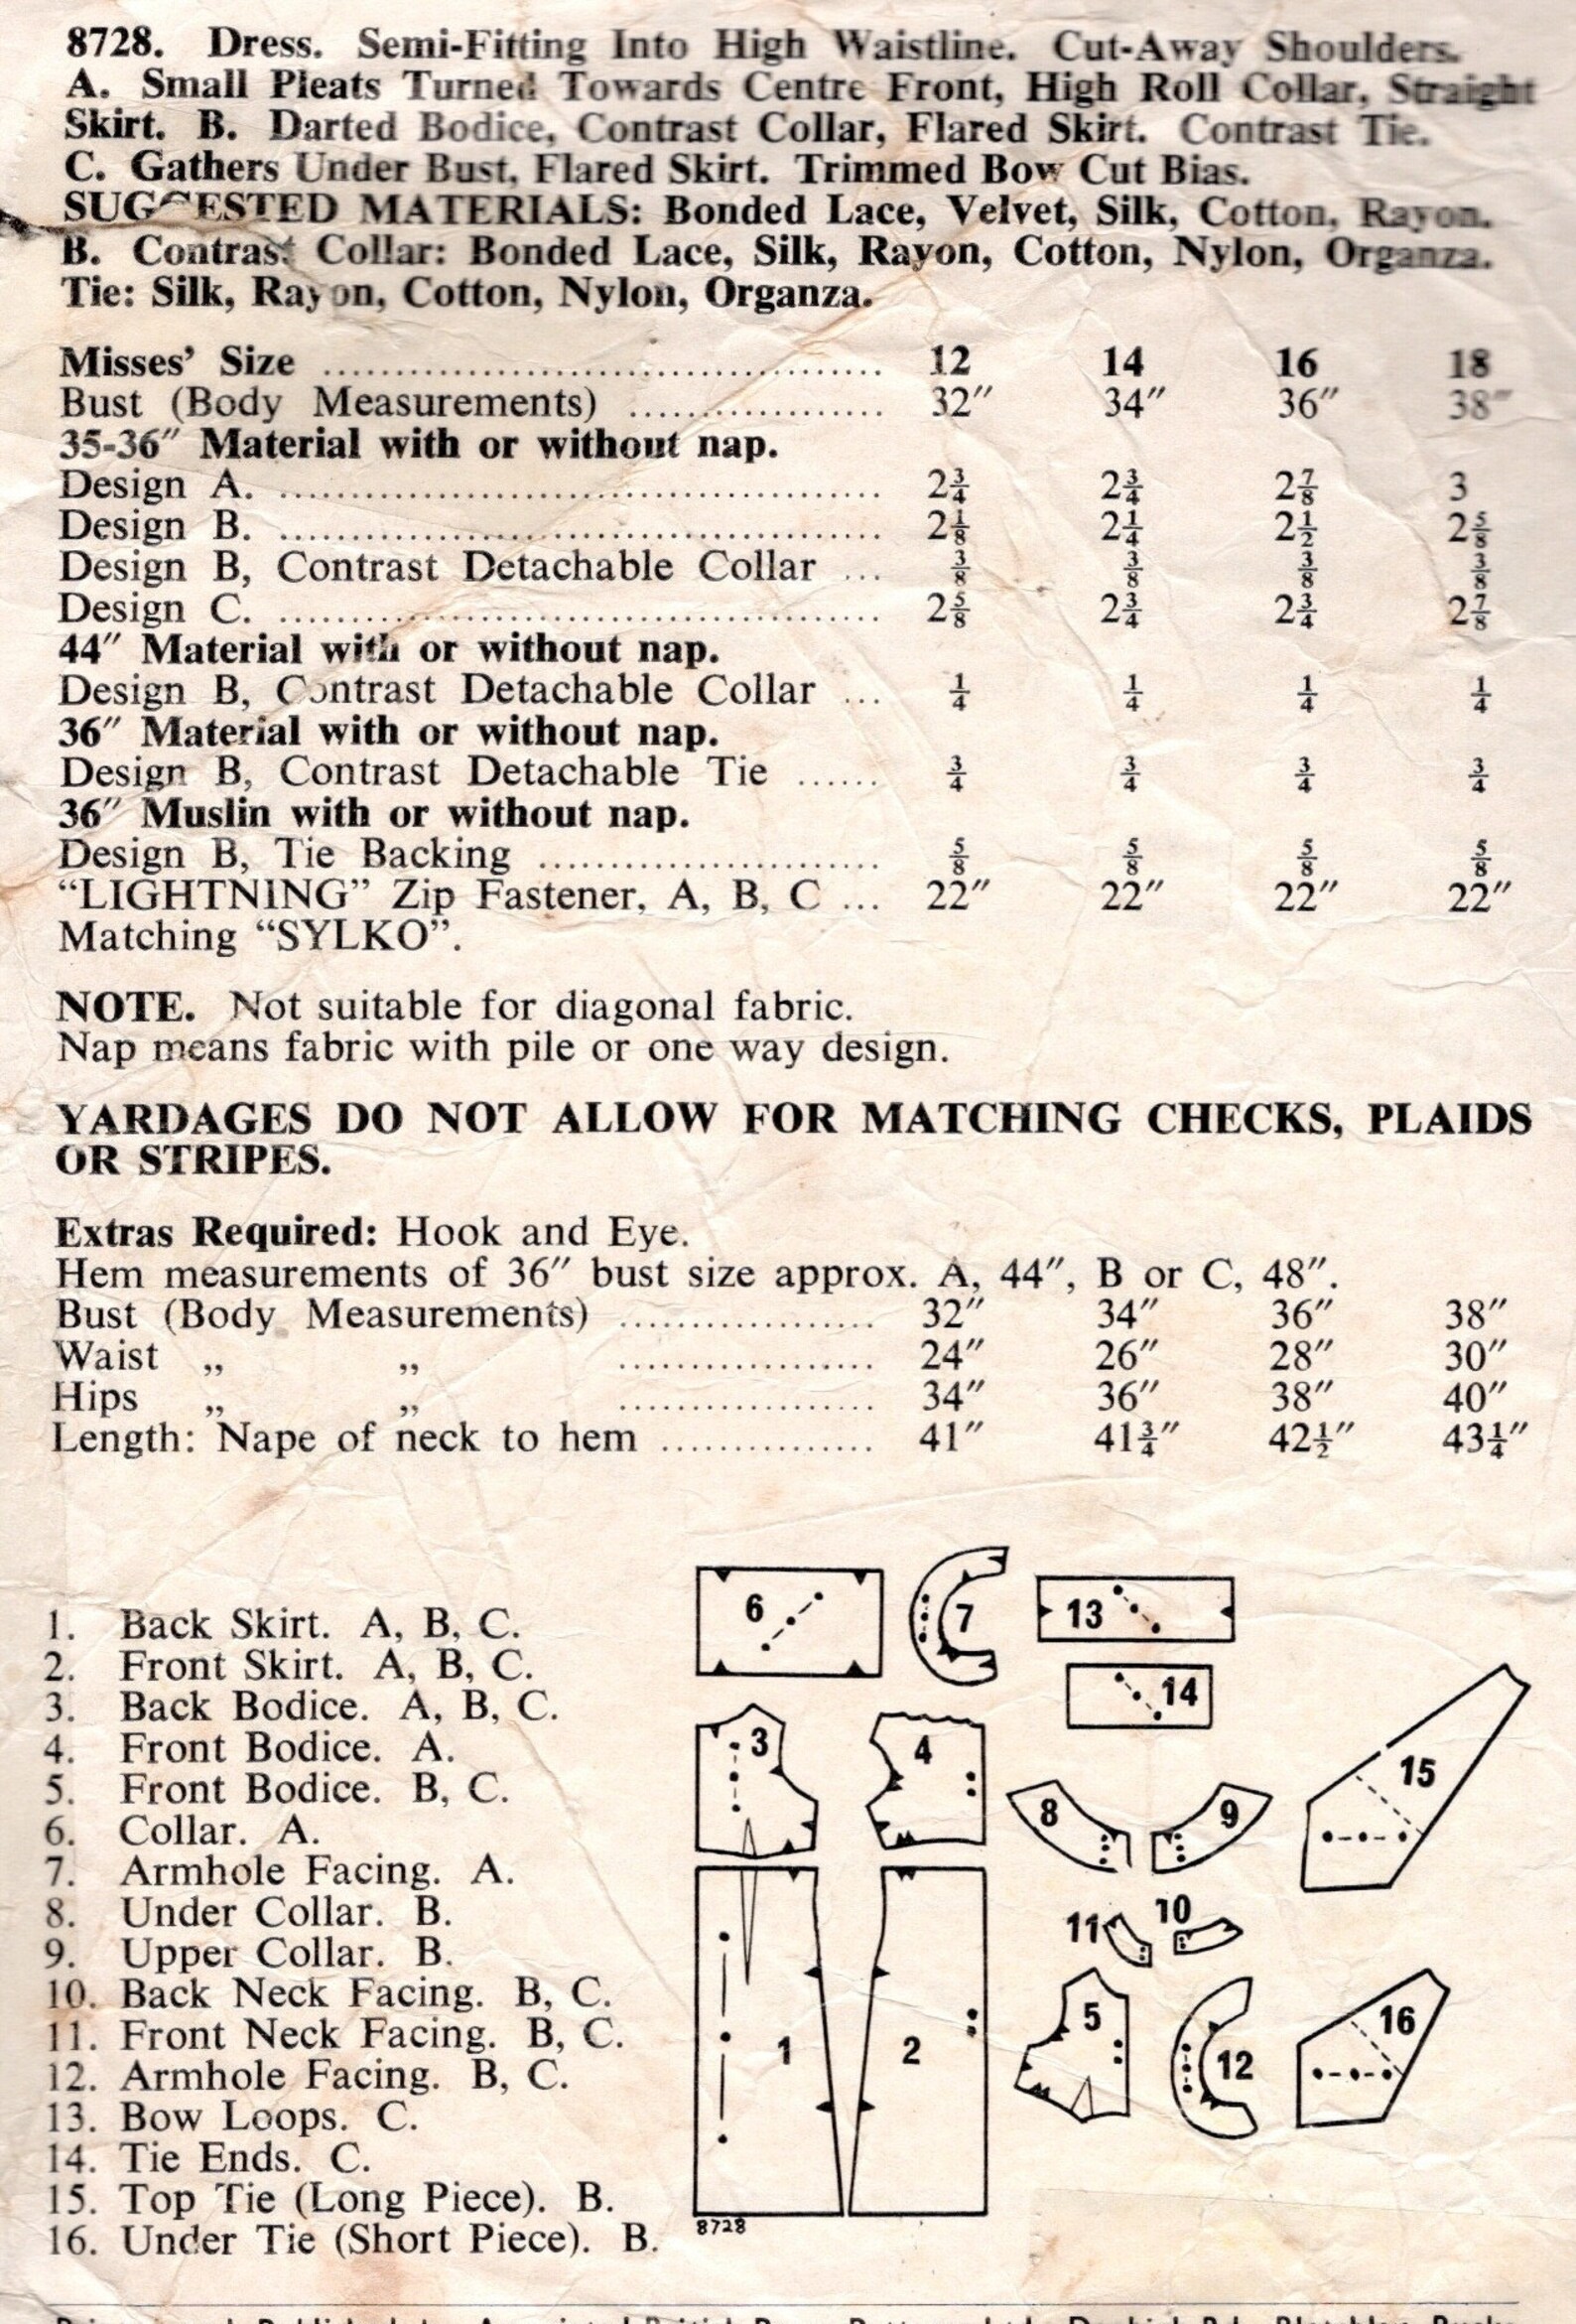 8728. Dress. Semi-Fitting Into High Waistline. Cut-Away Shoulders.
A. Small Pleats Turned Towards Centre Front, High Roll Collar, Straight
Skirt. B. Darted Bodice, Contrast Collar, Flared Skirt. Contrast Tie.
C. Gathers Under Bust, Flared Skirt. Trimmed Bow Cut Bias.
SUGGESTED MATERIALS: Bonded Lace, Velvet, Silk, Cotton, Rayon.
B. Contrast Collar: Bonded Lace, Silk, Rayon, Cotton, Nylon, Organza.
Tie: Silk, Rayon, Cotton, Nylon, Organza.
Misses' Size ....................................... 12 14 16 18
Bust (Body Measurements) .................. 32″ 34″ 36″ 38″
35-36″ Material with or without nap.
Design A. .......................................... 2¾ 2¾ 2⅞ 3
Design B. .......................................... 2⅛ 2¼ 2½ 2⅝
Design B, Contrast Detachable Collar ... ⅜ ⅜ ⅜ ⅜
Design C. .......................................... 2⅝ 2¾ 2¾ 2⅞
44″ Material with or without nap.
Design B, Contrast Detachable Collar ... ¼ ¼ ¼ ¼
36″ Material with or without nap.
Design B, Contrast Detachable Tie ...... ¾ ¾ ¾ ¾
36″ Muslin with or without nap.
Design B, Tie Backing ........................ ⅝ ⅝ ⅝ ⅝
“LIGHTNING” Zip Fastener, A, B, C ... 22″ 22″ 22″ 22″
Matching “SYLKO”.
NOTE. Not suitable for diagonal fabric.
Nap means fabric with pile or one way design.
YARDAGES DO NOT ALLOW FOR MATCHING CHECKS, PLAIDS
OR STRIPES.
Extras Required: Hook and Eye.
Hem measurements of 36″ bust size approx. A, 44″, B or C, 48″.
Bust (Body Measurements) .................. 32″ 34″ 36″ 38″
Waist ,, ,, .................. 24″ 26″ 28″ 30″
Hips ,, ,, .................. 34″ 36″ 38″ 40″
Length: Nape of neck to hem ............... 41″ 41¾″ 42½″ 43¼″
1. Back Skirt. A, B, C.
2. Front Skirt. A, B, C.
3. Back Bodice. A, B, C.
4. Front Bodice. A.
5. Front Bodice. B, C.
6. Collar. A.
7. Armhole Facing. A.
8. Under Collar. B.
9. Upper Collar. B.
10. Back Neck Facing. B, C.
11. Front Neck Facing. B, C.
12. Armhole Facing. B, C.
13. Bow Loops. C.
14. Tie Ends. C.
15. Top Tie (Long Piece). B.
16. Under Tie (Short Piece). B.
6
7
13
14
3
4
15
8
9
11
10
5
12
16
1
2
8728